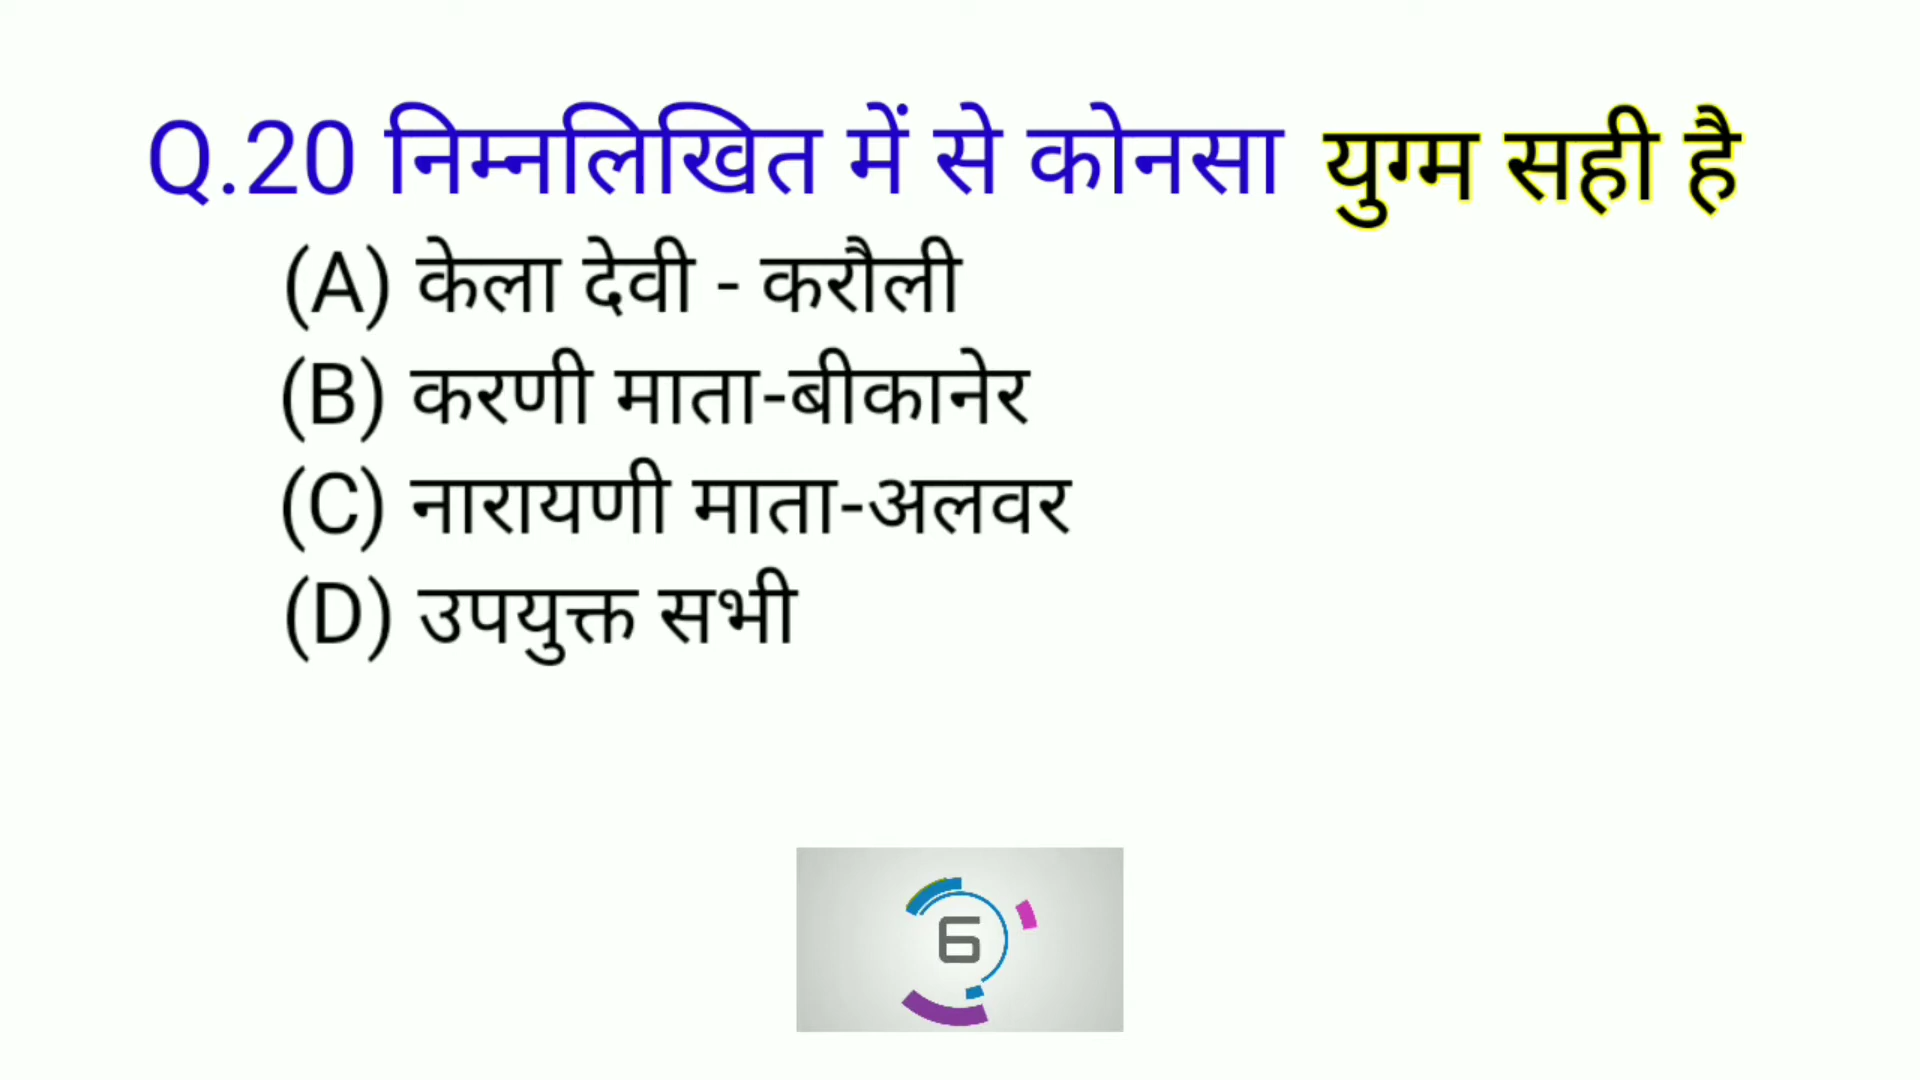 Q.20 निम्नलिखित में से कोनसा युग्म सही है
(A) केला देवी - करौली
(B) करणी माता-बीकानेर
(C) नारायणी माता-अलवर
(D) उपयुक्त सभी
6